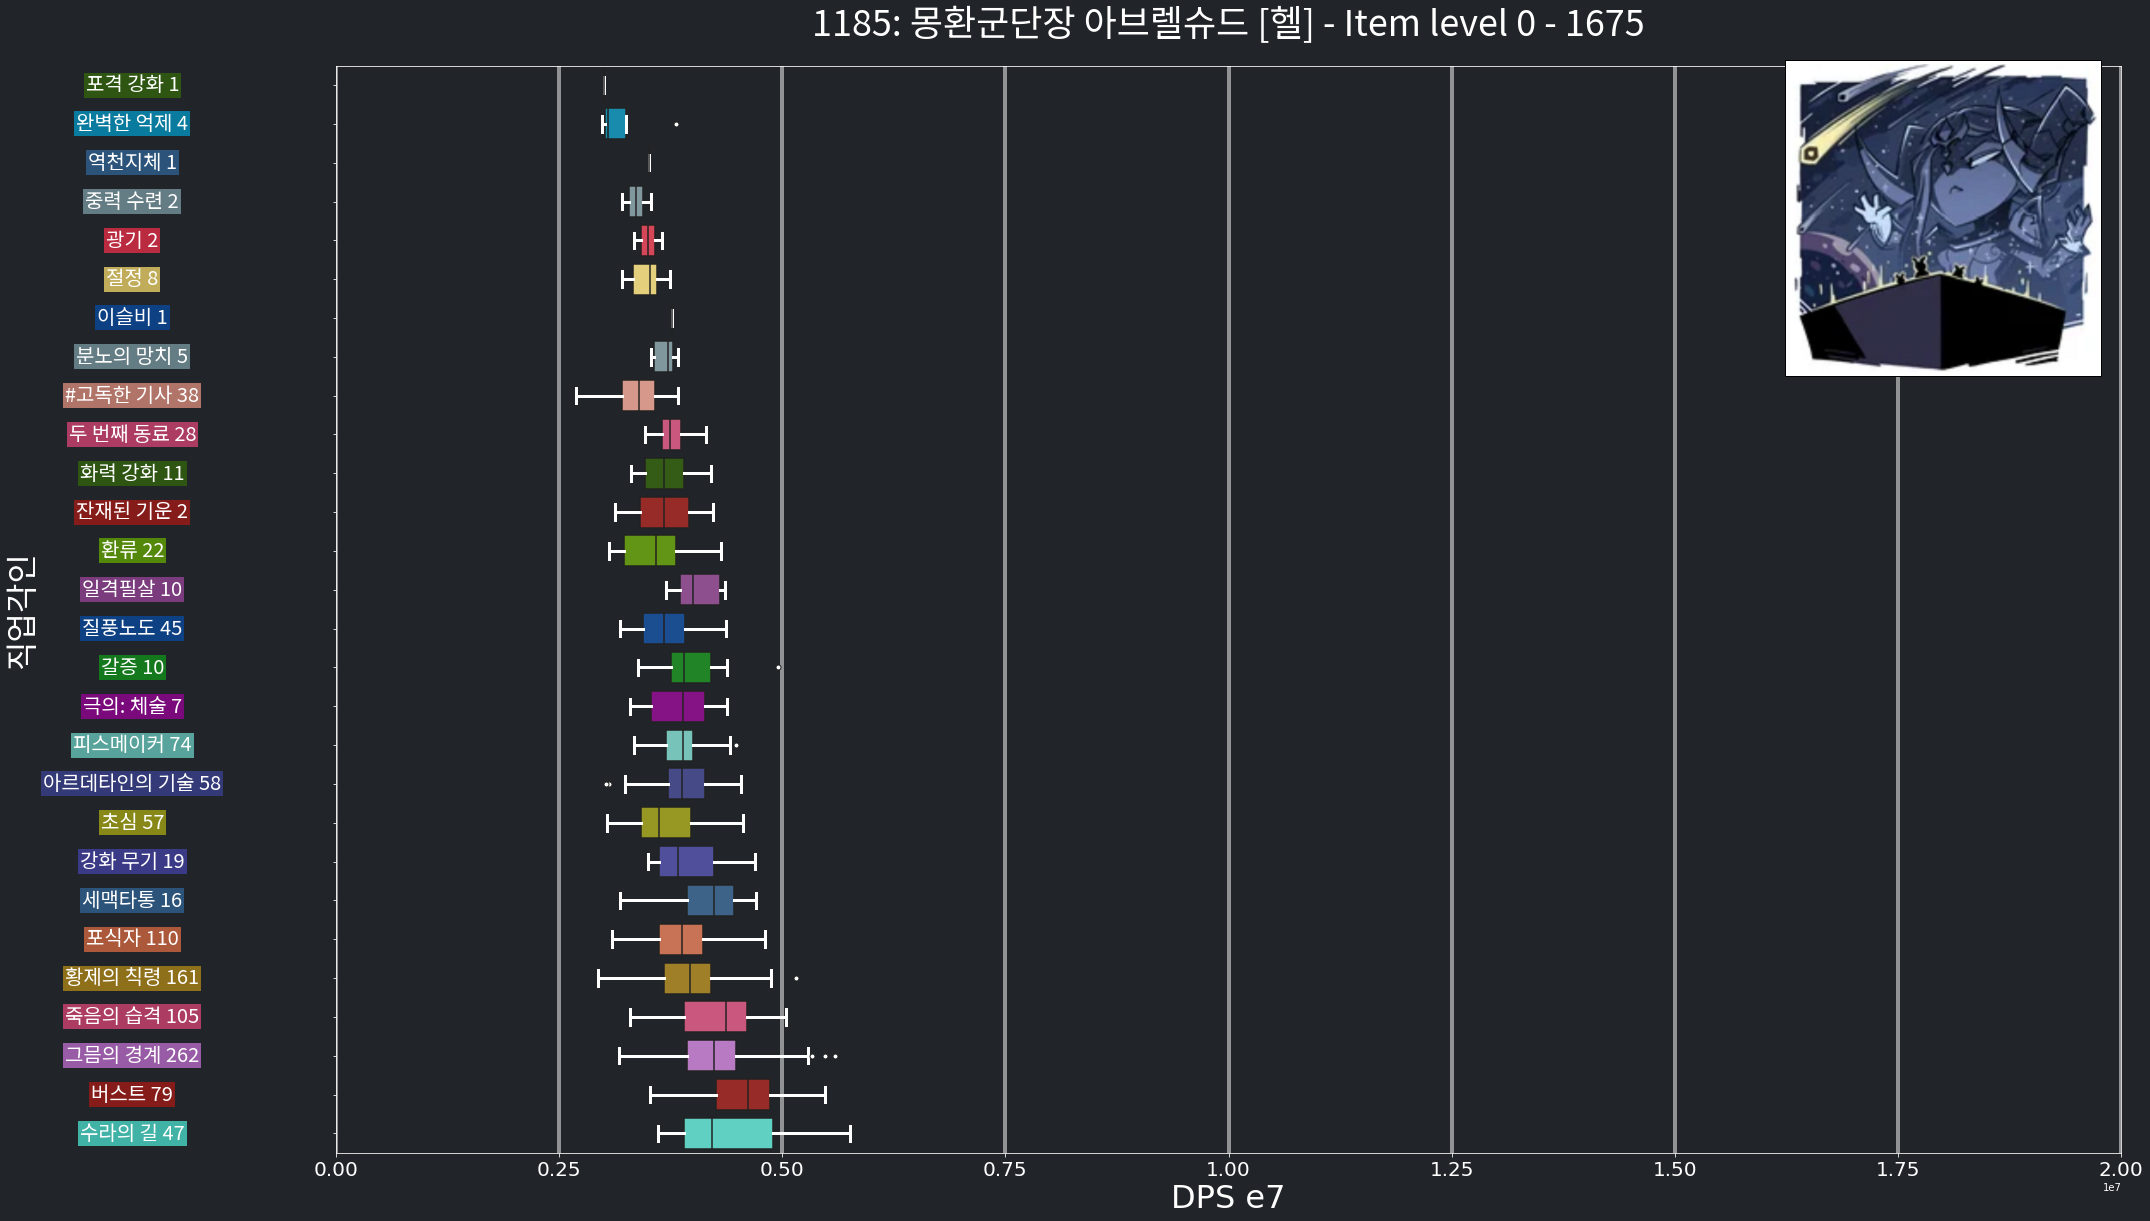 1185: 몽환군단장 아브렐슈드 [헬] - Item level 0 - 1675
직업각인
포격 강화 1
완벽한 억제 4
역천지체 1
중력 수련 2
광기 2
절정 8
이슬비 1
분노의 망치 5
#고독한 기사 38
두 번째 동료 28
화력 강화 11
잔재된 기운 2
환류 22
일격필살 10
질풍노도 45
갈증 10
극의: 체술 7
피스메이커 74
아르데타인의 기술 58
초심 57
강화 무기 19
세맥타통 16
포식자 110
황제의 칙령 161
죽음의 습격 105
그믐의 경계 262
버스트 79
수라의 길 47
0.00 0.25 0.50 0.75 1.00 1.25 1.50 1.75 2.00
1e7
DPS e7